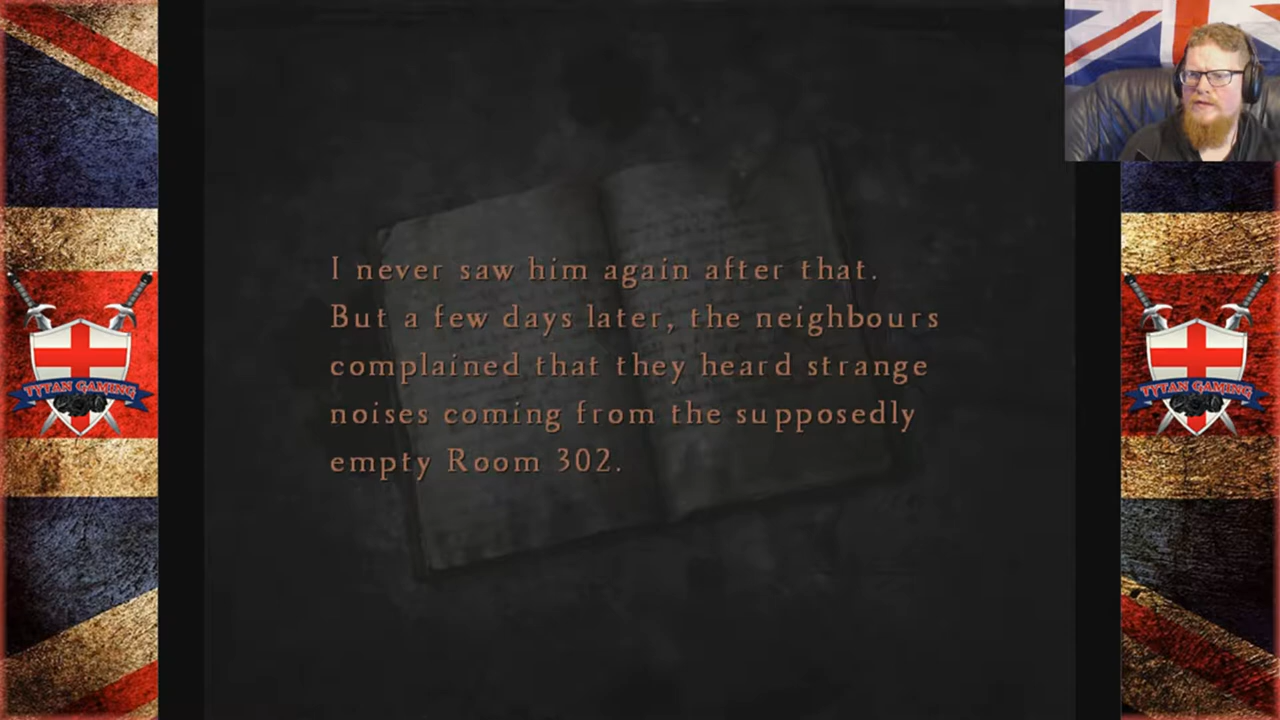 I never saw him again after that.
But a few days later, the neighbours
complained that they heard strange
noises coming from the supposedly
empty Room 302.
TYTAN GAMING
TYTAN GAMING